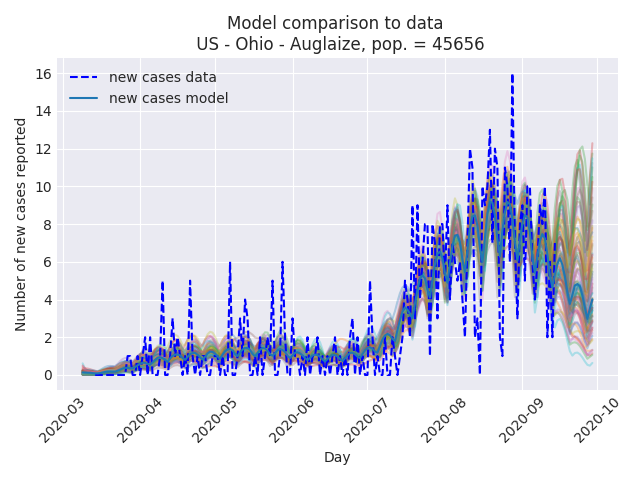 Model comparison to data
US - Ohio - Auglaize, pop. = 45656
new cases data
new cases model
Number of new cases reported
16
14
12
10
8
6
4
2
0
2020-03
2020-04
2020-05
2020-06
2020-07
2020-08
2020-09
2020-10
Day